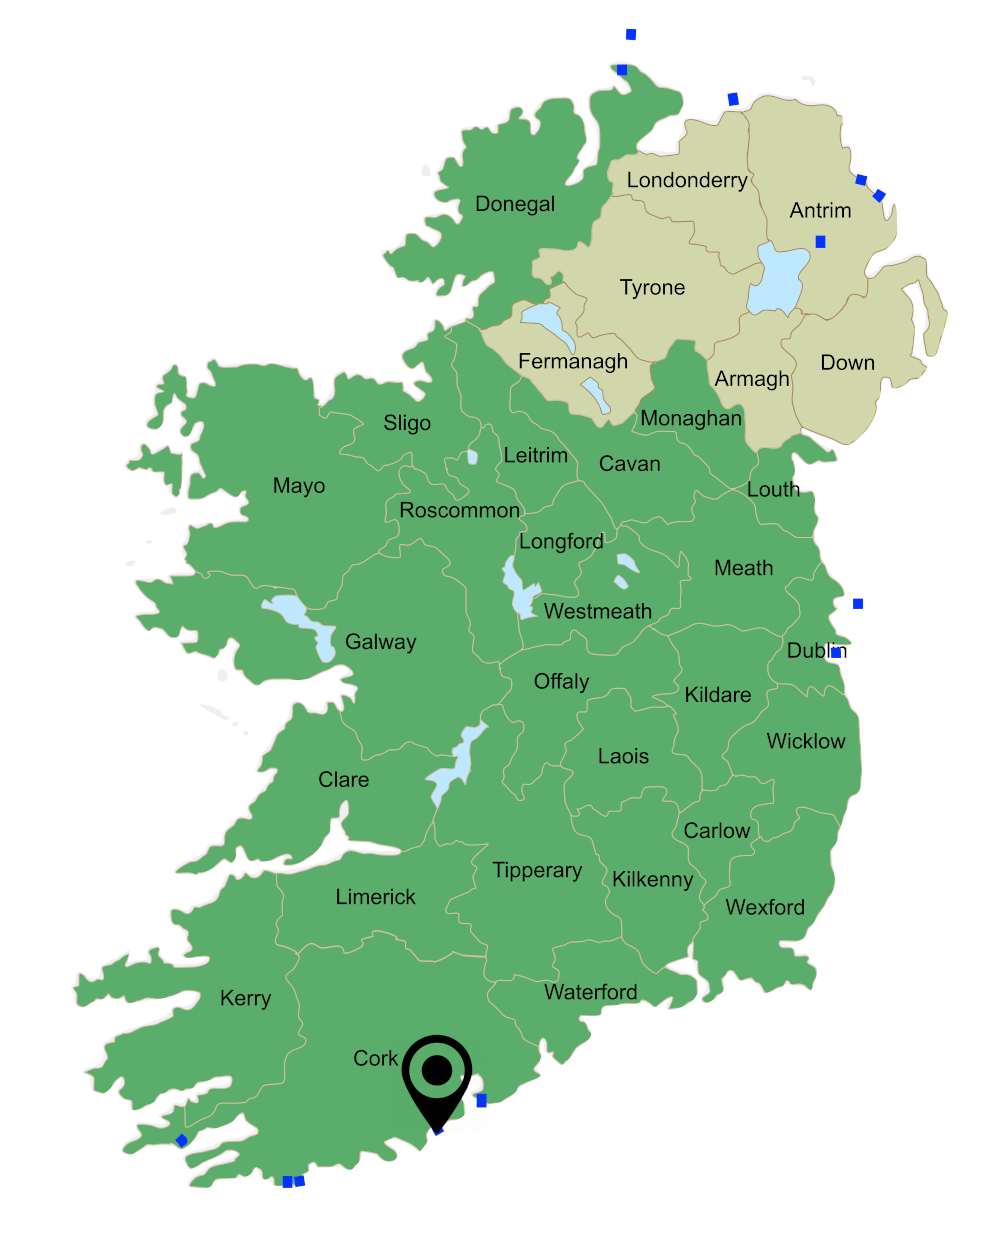 Londonderry
Donegal
Antrim
Tyrone
Fermanagh
Down
Armagh
Monaghan
Sligo
Leitrim
Cavan
Mayo
Louth
Roscommon
Longford
Meath
Westmeath
Galway
Dublin
Offaly
Kildare
Wicklow
Laois
Clare
Carlow
Tipperary
Kilkenny
Limerick
Wexford
Waterford
Kerry
Cork